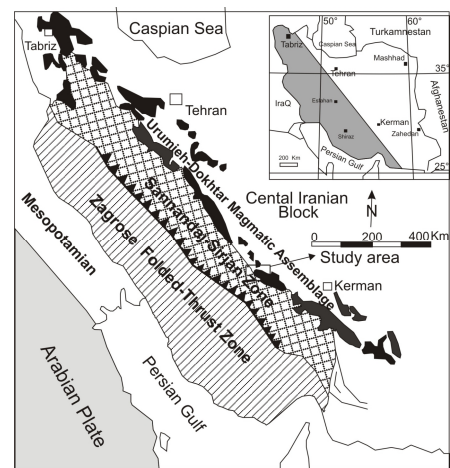 Caspian Sea
Tabriz
Tehran
Urumieh-Dokhtar Magmatic Assemblage
Sannandaj Sirjan Zone
Zagrose Folded-Thrust Zone
Mesopotamian
Arabian Plate
Persian Gulf
Cental Iranian
Block
N
0 200 400Km
Study area
Kerman
50° 60°
Turkamnestan
Tabriz
Caspian Sea
Mashhad
35°
Tehran
IraQ
Esfahan
Afghanestan
Kerman
Shiraz
Zahedan
Persian Gulf
25°
200 Km